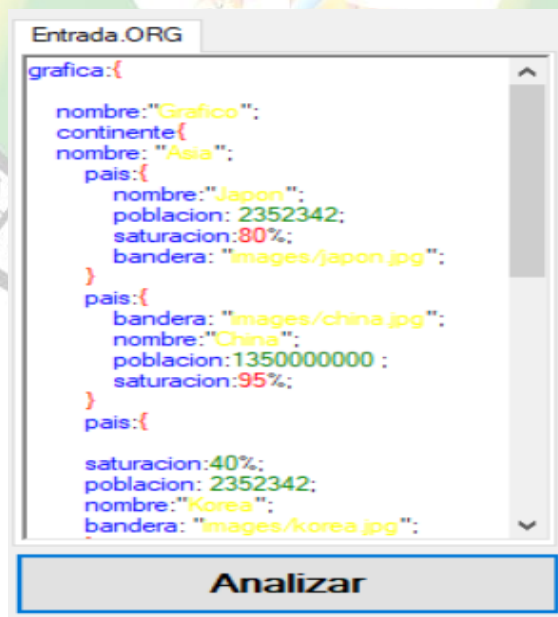 Entrada.ORG
grafica:{
nombre:"Grafico";
continente{
nombre: "Asia";
pais:{
nombre:"Japon";
poblacion: 2352342;
saturacion:80%;
bandera: "images/japon.jpg";
}
pais:{
bandera: "images/china.jpg";
nombre:"China";
poblacion:1350000000 ;
saturacion:95%;
}
pais:{
saturacion:40%;
poblacion: 2352342;
nombre:"Korea";
bandera: "images/korea.jpg";
Analizar